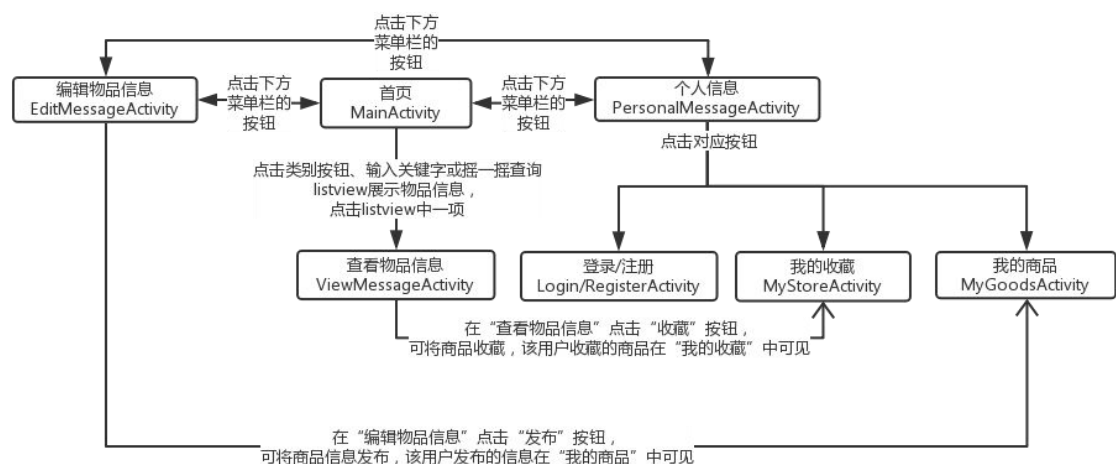 点击下方
菜单栏的
按钮
编辑物品信息
EditMessageActivity
点击下方
菜单栏的
按钮
首页
MainActivity
点击下方
菜单栏的
按钮
个人信息
PersonalMessageActivity
点击对应按钮
点击类别按钮、输入关键字或摇一摇查询
listview展示物品信息，
点击listview中一项
查看物品信息
ViewMessageActivity
登录/注册
Login/RegisterActivity
我的收藏
MyStoreActivity
我的商品
MyGoodsActivity
在“查看物品信息”点击“收藏”按钮，
可将商品收藏，该用户收藏的商品在“我的收藏”中可见
在“编辑物品信息”点击“发布”按钮，
可将商品信息发布，该用户发布的信息在“我的商品”中可见